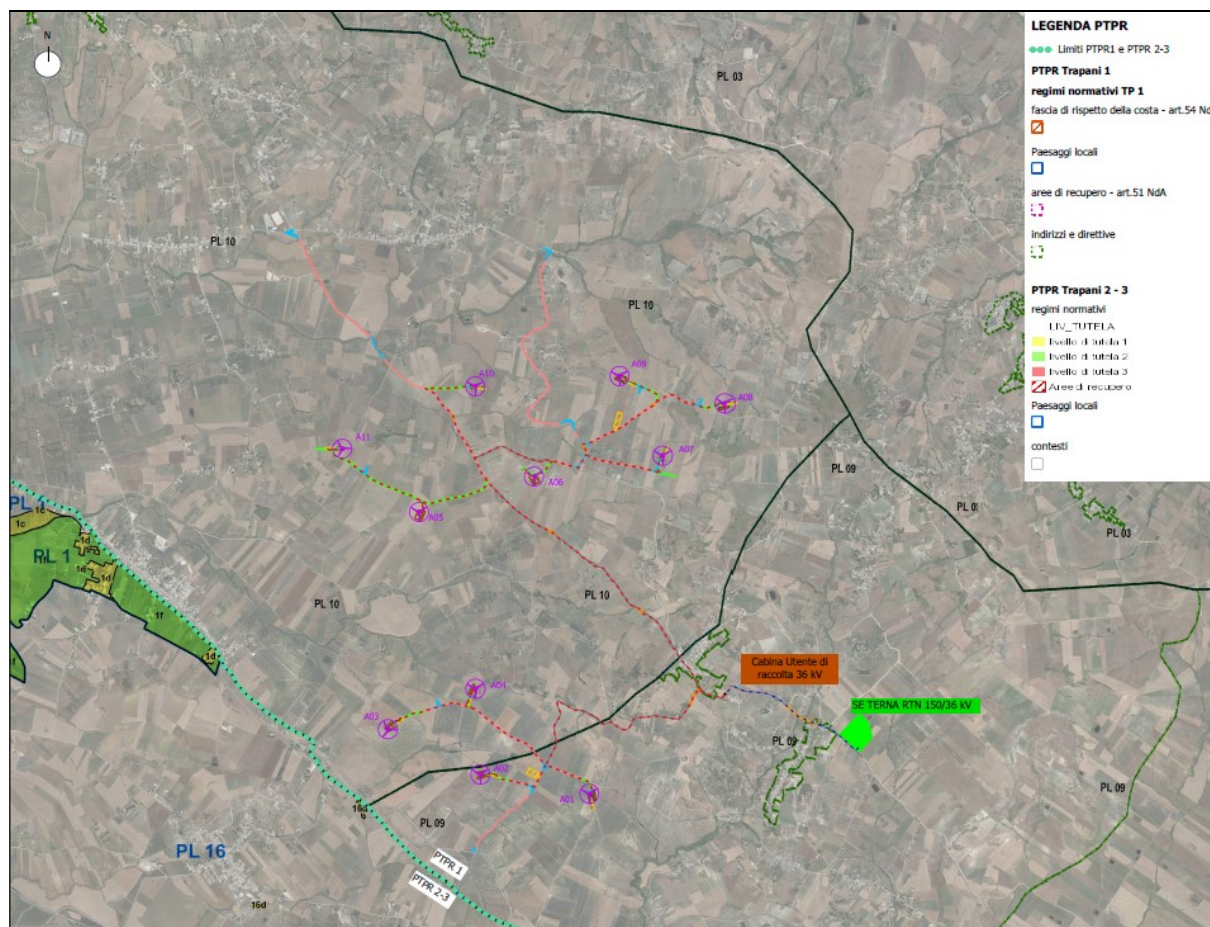 N
LEGENDA PTPR
Limiti PTPR1 e PTPR 2-3
PTPR Trapani 1
regimi normativi TP 1
fascia di rispetto della costa - art.54 Nd
Paesaggi locali
aree di recupero - art.51 NdA
indirizzi e direttive
PTPR Trapani 2 - 3
regimi normativi
LIV_TUTELA
livello di tutela 1
livello di tutela 2
livello di tutela 3
Aree di recupero
Paesaggi locali
contesti
PL 03
PL 10
PL 10
A10
A09
A08
A11
A07
A06
A05
PL 09
PL 0
PL 03
PL 1
1c
1c
PL 1
1d
1d
1d
1f
1d
PL 10
PL 10
Cabina Utente di
raccolta 36 kV
SE TERNA RTN 150/36 kV
A04
A03
PL 09
A02
A01
PL 09
16d
PL 09
PL 16
PTPR 1
PTPR 2-3
16d